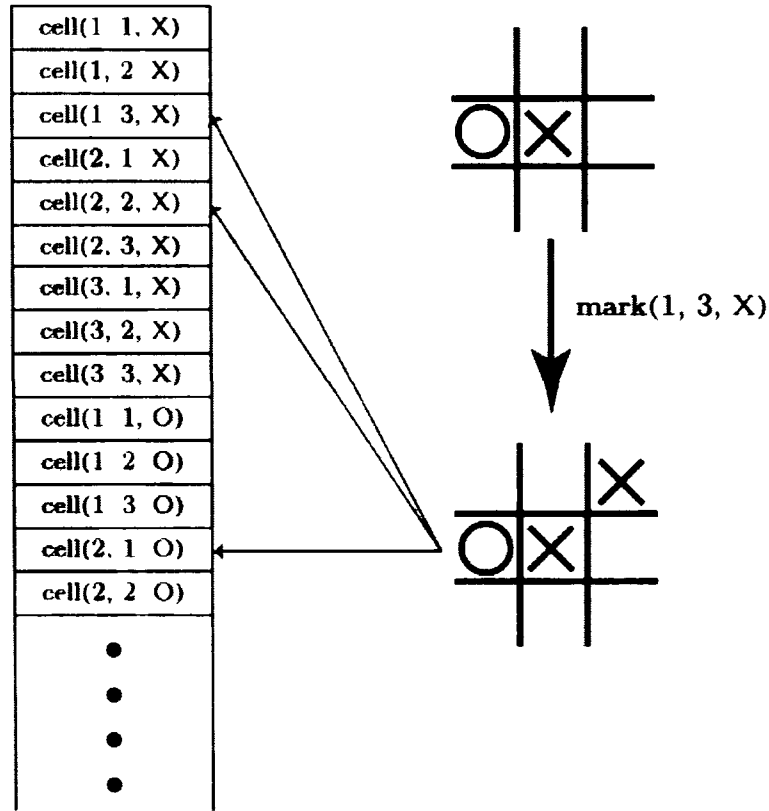 cell(1 1, X)
cell(1, 2 X)
cell(1 3, X)
cell(2, 1 X)
cell(2, 2, X)
cell(2. 3, X)
cell(3. 1, X)
cell(3, 2, X)
cell(3 3, X)
cell(1 1, O)
cell(1 2 O)
cell(1 3 O)
cell(2. 1 O)
cell(2, 2 O)
O X
mark(1, 3, X)
X
O X